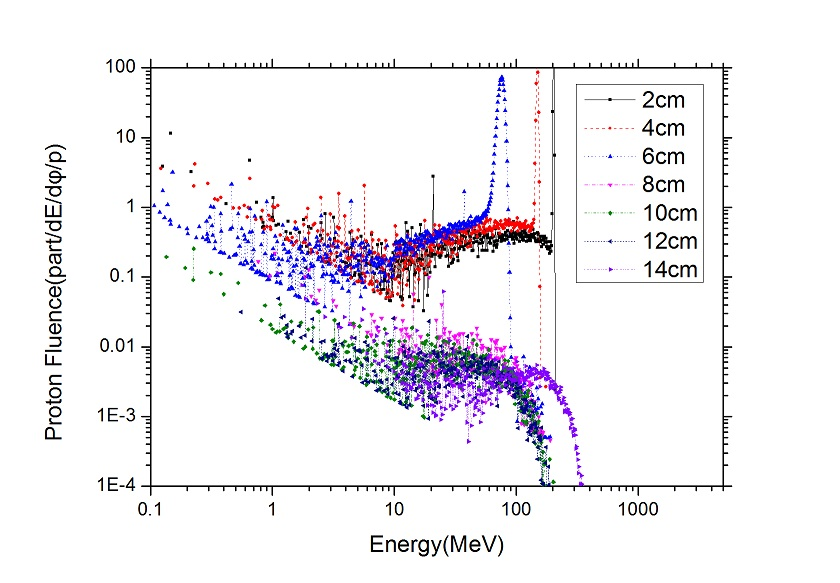 100
10
1
0.1
0.01
1E-3
1E-4
Proton Fluence(part/dE/dφ/p)
2cm
4cm
6cm
8cm
10cm
12cm
14cm
0.1 1 10 100 1000
Energy(MeV)